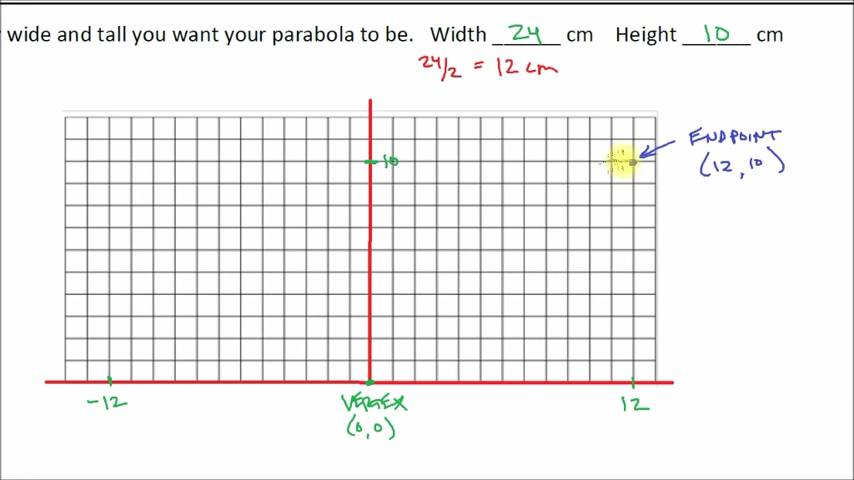 wide and tall you want your parabola to be. Width 24 cm Height 10 cm
24/2 = 12 cm
ENDPOINT
(12, 10)
10
-12
VERTEX
(0,0)
12